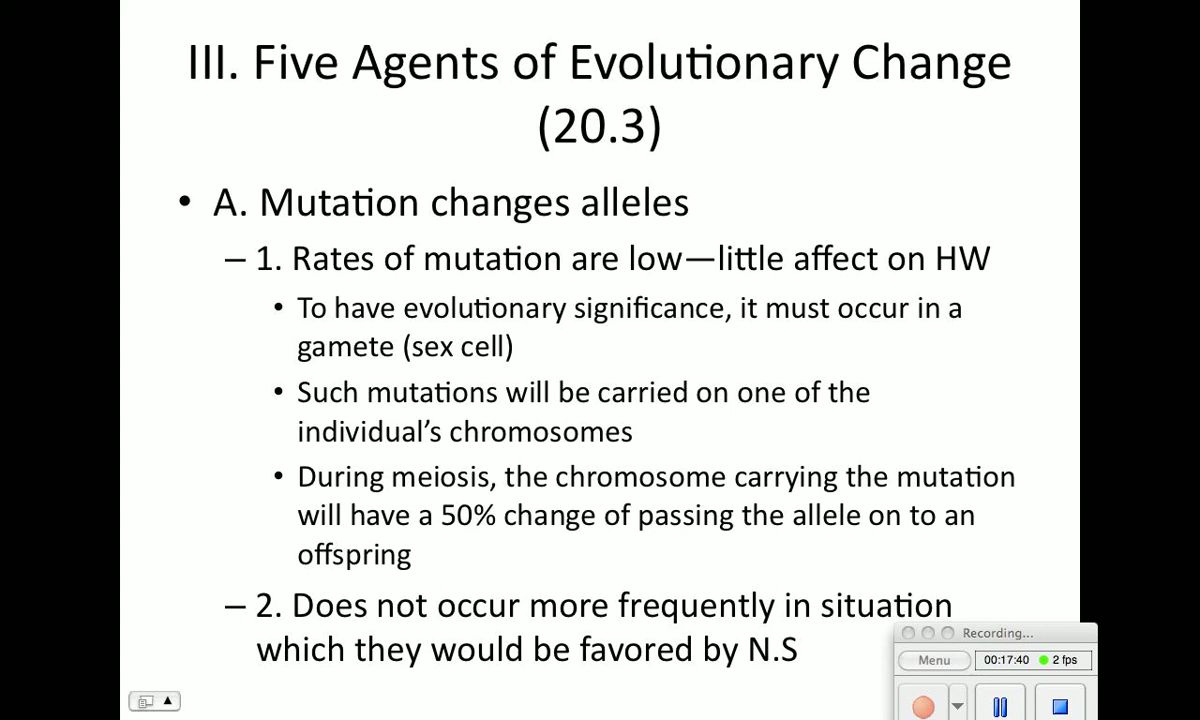 III. Five Agents of Evolutionary Change
(20.3)
• A. Mutation changes alleles
– 1. Rates of mutation are low—little affect on HW
• To have evolutionary significance, it must occur in a
gamete (sex cell)
• Such mutations will be carried on one of the
individual’s chromosomes
• During meiosis, the chromosome carrying the mutation
will have a 50% change of passing the allele on to an
offspring
– 2. Does not occur more frequently in situation
which they would be favored by N.S
Recording...
Menu
00:17:40
2 fps